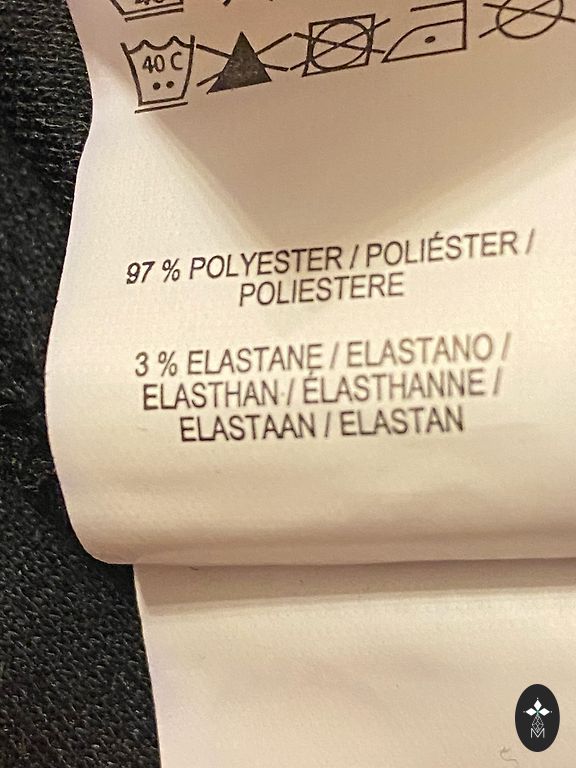 40 C
97 % POLYESTER / POLIÉSTER /
POLIESTERE
3 % ELASTANE / ELASTANO /
ELASTHAN / ÉLASTHANNE /
ELASTAAN / ELASTAN
M